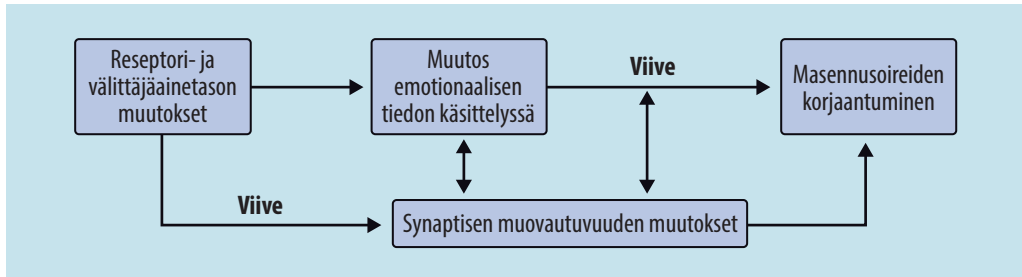 Reseptori- ja
välittäjäainetason
muutokset
Muutos
emotionaalisen
tiedon käsittelyssä
Viive
Masennusoireiden
korjaantuminen
Viive
Synaptisen muovautuvuuden muutokset